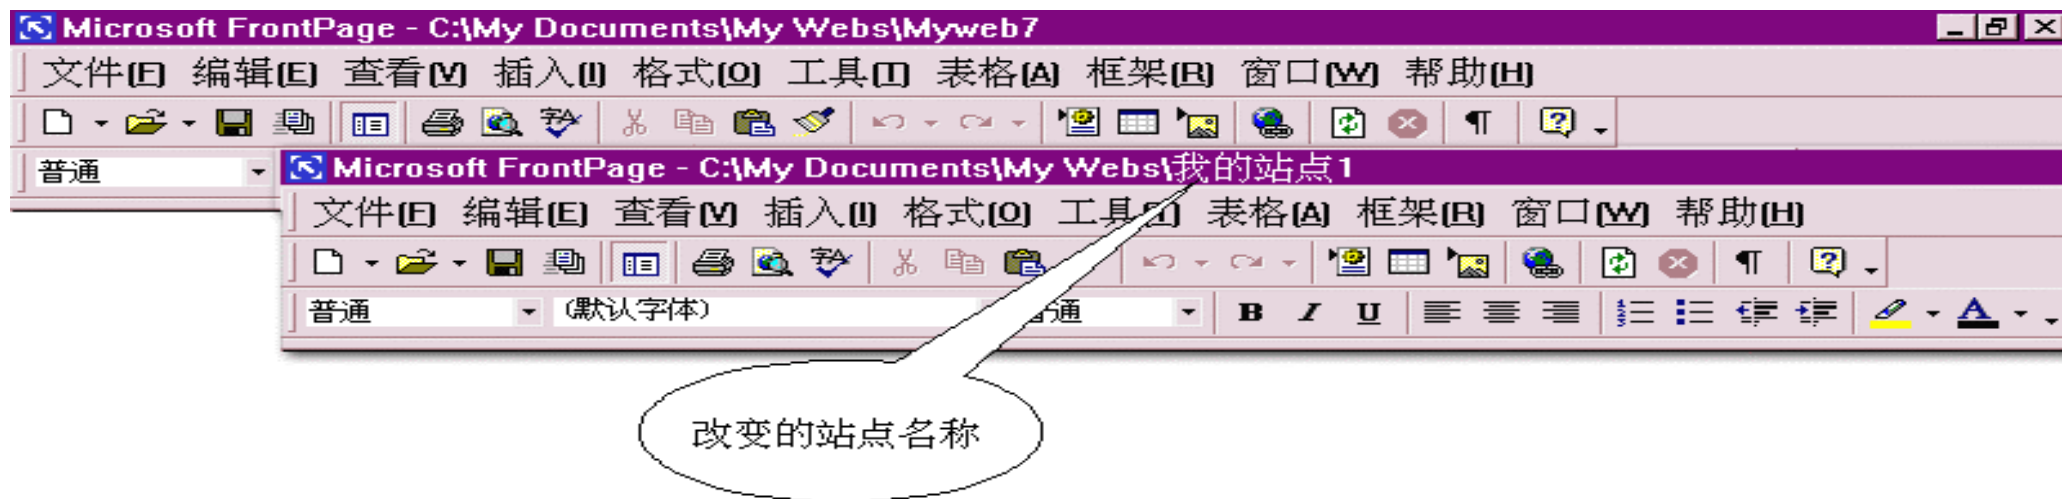 Microsoft FrontPage - C:\My Documents\My Webs\Myweb7
文件(F) 编辑(E) 查看(V) 插入(I) 格式(O) 工具(T) 表格(A) 框架(R) 窗口(W) 帮助(H)
普通
Microsoft FrontPage - C:\My Documents\My Webs\我的站点1
文件(F) 编辑(E) 查看(V) 插入(I) 格式(O) 工具(T) 表格(A) 框架(R) 窗口(W) 帮助(H)
普通 (默认字体) 普通 B I U A
改变的站点名称